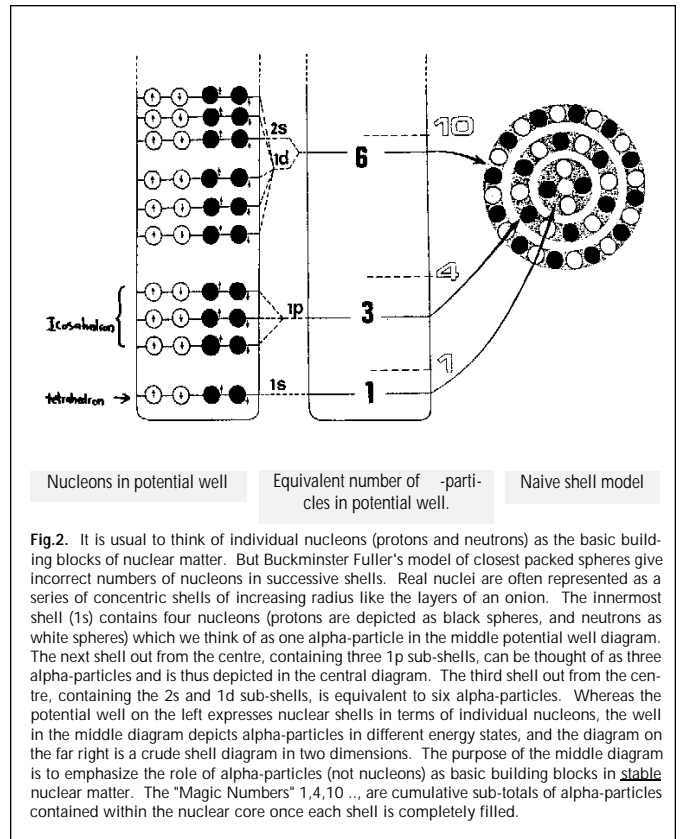 2s
10
1d
6
Icosahedron
1p
4
3
1
tetrahedron →
1s
1
Nucleons in potential well
Equivalent number of -parti-
cles in potential well.
Naive shell model
Fig.2. It is usual to think of individual nucleons (protons and neutrons) as the basic build-
ing blocks of nuclear matter. But Buckminster Fuller's model of closest packed spheres give
incorrect numbers of nucleons in successive shells. Real nuclei are often represented as a
series of concentric shells of increasing radius like the layers of an onion. The innermost
shell (1s) contains four nucleons (protons are depicted as black spheres, and neutrons as
white spheres) which we think of as one alpha-particle in the middle potential well diagram.
The next shell out from the centre, containing three 1p sub-shells, can be thought of as three
alpha-particles and is thus depicted in the central diagram. The third shell out from the cen-
tre, containing the 2s and 1d sub-shells, is equivalent to six alpha-particles. Whereas the
potential well on the left expresses nuclear shells in terms of individual nucleons, the well
in the middle diagram depicts alpha-particles in different energy states, and the diagram on
the far right is a crude shell diagram in two dimensions. The purpose of the middle diagram
is to emphasize the role of alpha-particles (not nucleons) as basic building blocks in stable
nuclear matter. The "Magic Numbers" 1,4,10 .., are cumulative sub-totals of alpha-particles
contained within the nuclear core once each shell is completely filled.